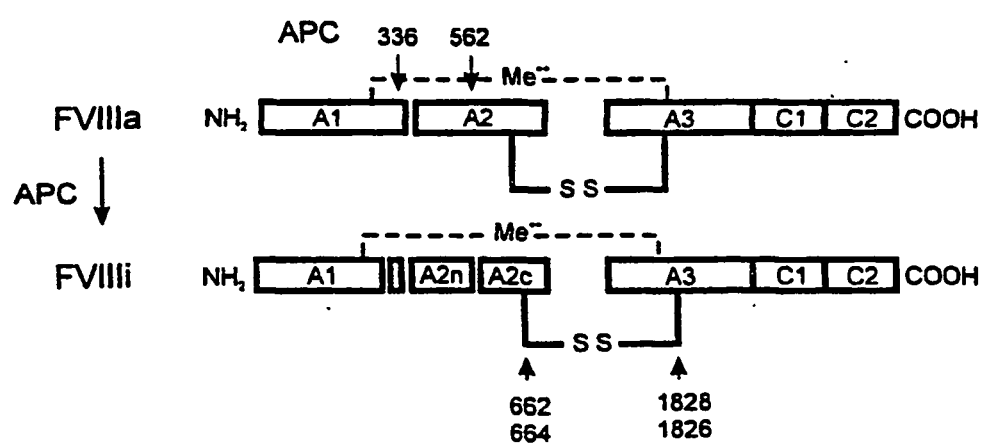 APC 336 562
Me++
FVIIIa NH2 A1 A2 A3 C1 C2 COOH
S S
APC
Me++
FVIIIi NH2 A1 A2n A2c A3 C1 C2 COOH
S S
662 1828
664 1826